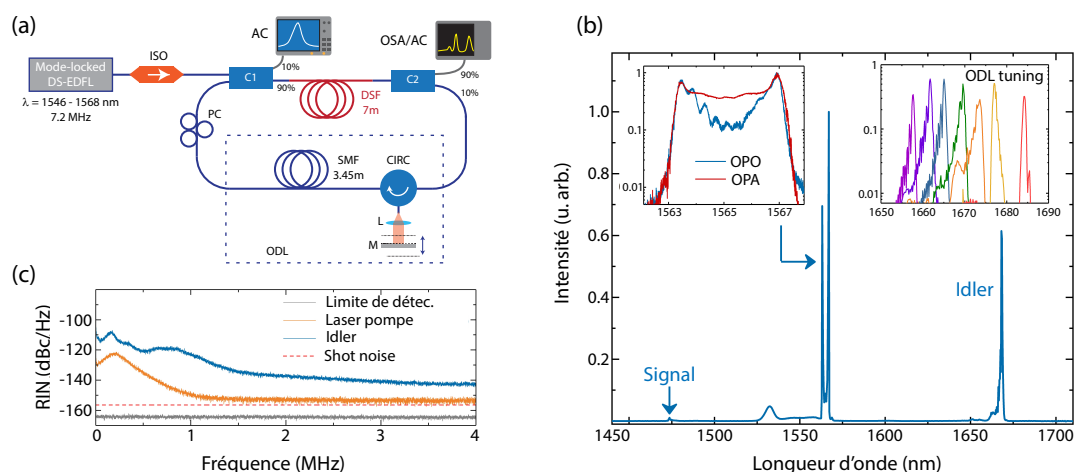 (a)
AC
OSA/AC
ISO
Mode-locked
DS-EDFL
λ = 1546 - 1568 nm
7.2 MHz
C1
10%
90%
DSF
7m
C2
90%
10%
PC
SMF
3.45m
CIRC
L
M
ODL
(b)
Intensité (u. arb.)
1.0
0.8
0.6
0.4
0.2
1450
1500
1550
1600
1650
1700
Longueur d'onde (nm)
Signal
Idler
1
0.1
0.01
OPO
OPA
1563
1565
1567
ODL tuning
1
0.1
0.01
1650
1660
1670
1680
1690
(c)
RIN (dBc/Hz)
-100
-120
-140
-160
Limite de détec.
Laser pompe
Idler
Shot noise
0
1
2
3
4
Fréquence (MHz)